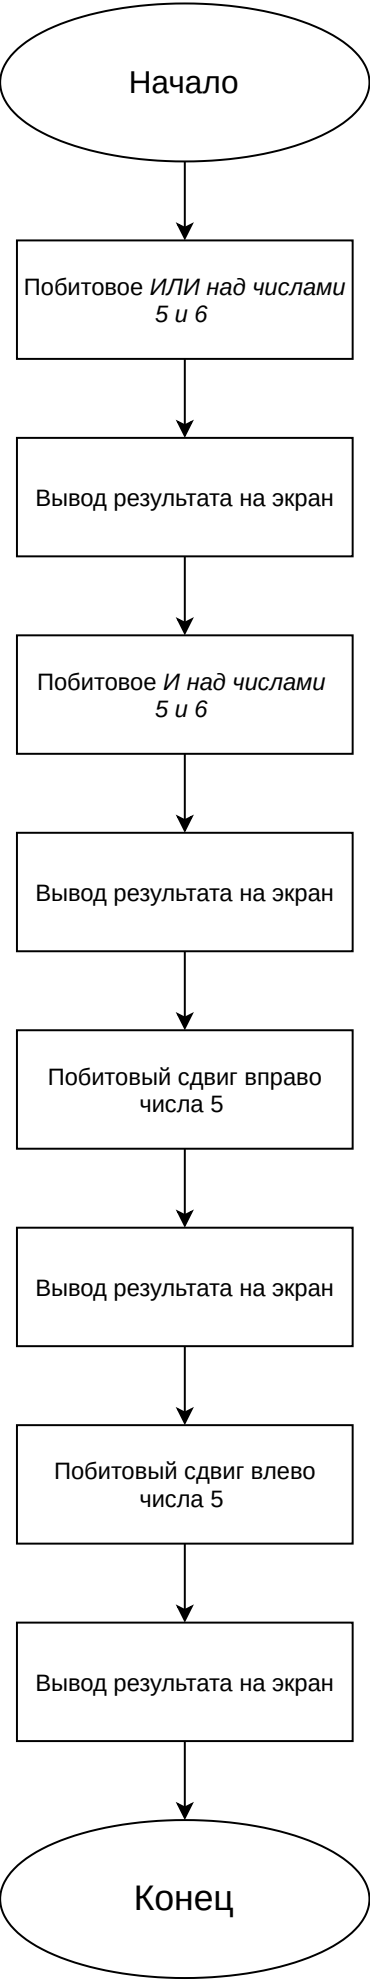 Начало
Побитовое ИЛИ над числами
5 и 6
Вывод результата на экран
Побитовое И над числами
5 и 6
Вывод результата на экран
Побитовый сдвиг вправо
числа 5
Вывод результата на экран
Побитовый сдвиг влево
числа 5
Вывод результата на экран
Конец